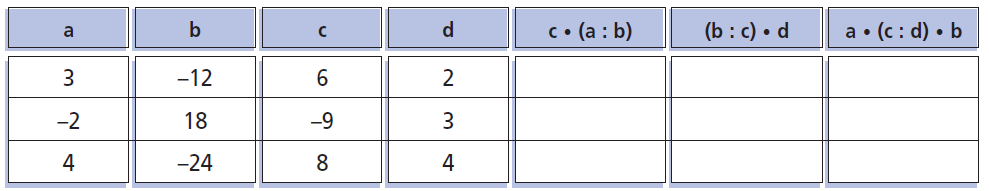 a b c d c • (a : b) (b : c) • d a • (c : d) • b
3 –12 6 2
–2 18 –9 3
4 –24 8 4